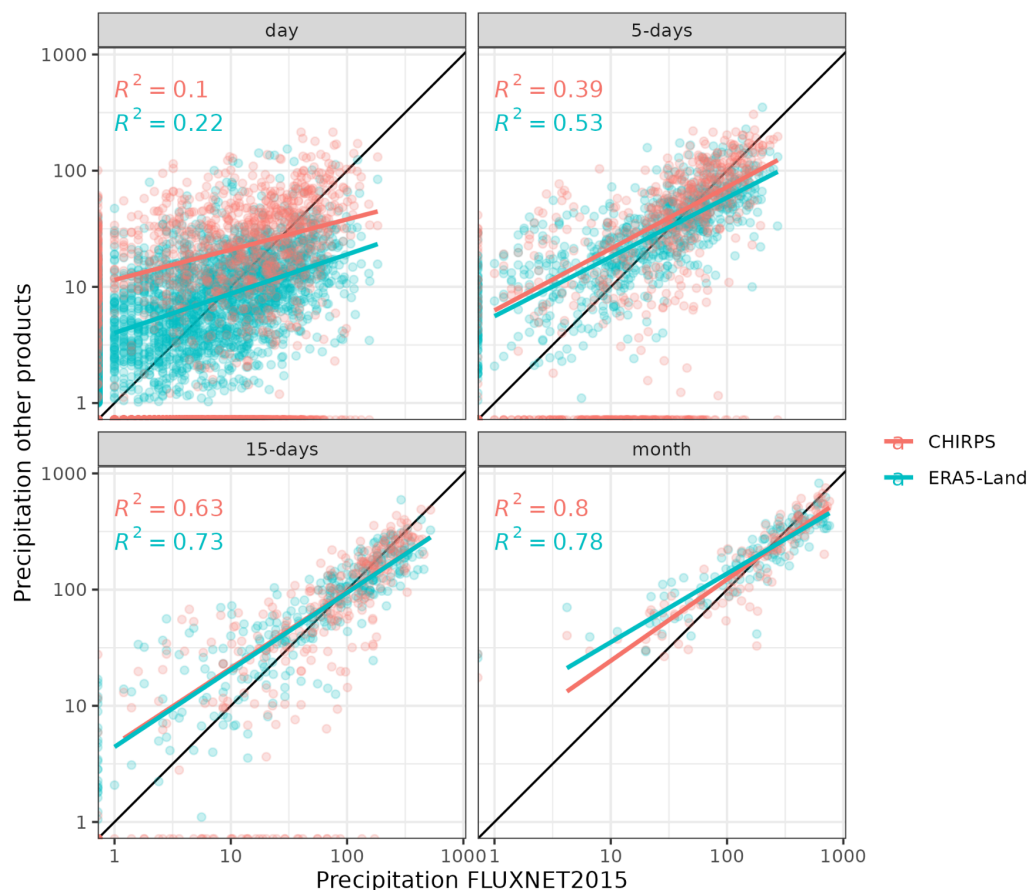 day
5-days
1000
100
10
1
R² = 0.1
R² = 0.22
R² = 0.39
R² = 0.53
15-days
month
1000
100
10
1
R² = 0.63
R² = 0.73
R² = 0.8
R² = 0.78
1 10 100 1000
1 10 100 1000
Precipitation FLUXNET2015
Precipitation other products
a CHIRPS
a ERA5-Land